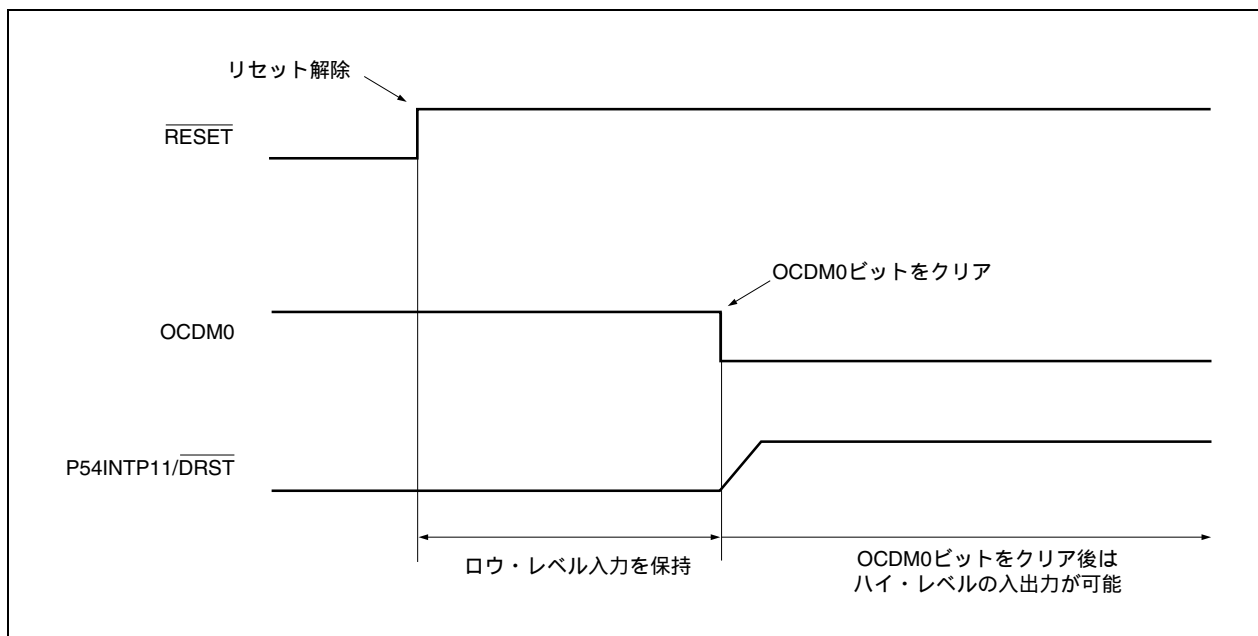 リセット解除
RESET
OCDM0ビットをクリア
OCDM0
P54INTP11/DRST
ロウ・レベル入力を保持
OCDM0ビットをクリア後は
ハイ・レベルの入出力が可能